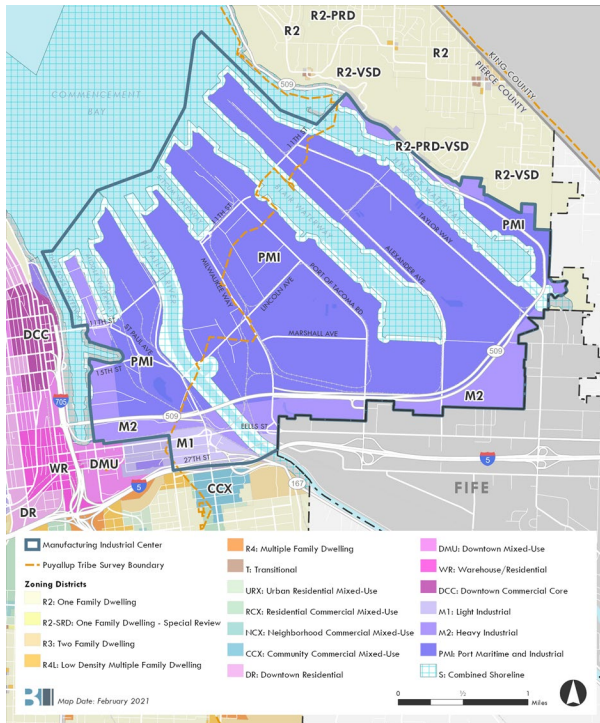 R2-PRD
R2
R2
KING COUNTY
PIERCE COUNTY
R2-VSD
509
COMMENCEMENT
BAY
11TH ST
R2-PRD-VSD
R2-VSD
PMI
BLAIR WATERWAY
TAYLOR WAY
ALEXANDER AVE
PORT OF TACOMA RD
LINCOLN AVE
MILWAUKEE WAY
PMI
MARSHALL AVE
11TH ST
ST PAUL AVE
DCC
PMI
15TH ST
509
705
M2
509
M2
EELLS ST
M1
27TH ST
DMU
WR
5
5
CCX
167
FIFE
DR
Manufacturing Industrial Center
Puyallup Tribe Survey Boundary
Zoning Districts
R2: One Family Dwelling
R2-SRD: One Family Dwelling - Special Review
R3: Two Family Dwelling
R4L: Low Density Multiple Family Dwelling
R4: Multiple Family Dwelling
T: Transitional
URX: Urban Residential Mixed-Use
RCX: Residential Commercial Mixed-Use
NCX: Neighborhood Commercial Mixed-Use
CCX: Community Commercial Mixed-Use
DR: Downtown Residential
DMU: Downtown Mixed-Use
WR: Warehouse/Residential
DCC: Downtown Commercial Core
M1: Light Industrial
M2: Heavy Industrial
PMI: Port Maritime and Industrial
S: Combined Shoreline
Map Date: February 2021
0 ½ 1
Miles